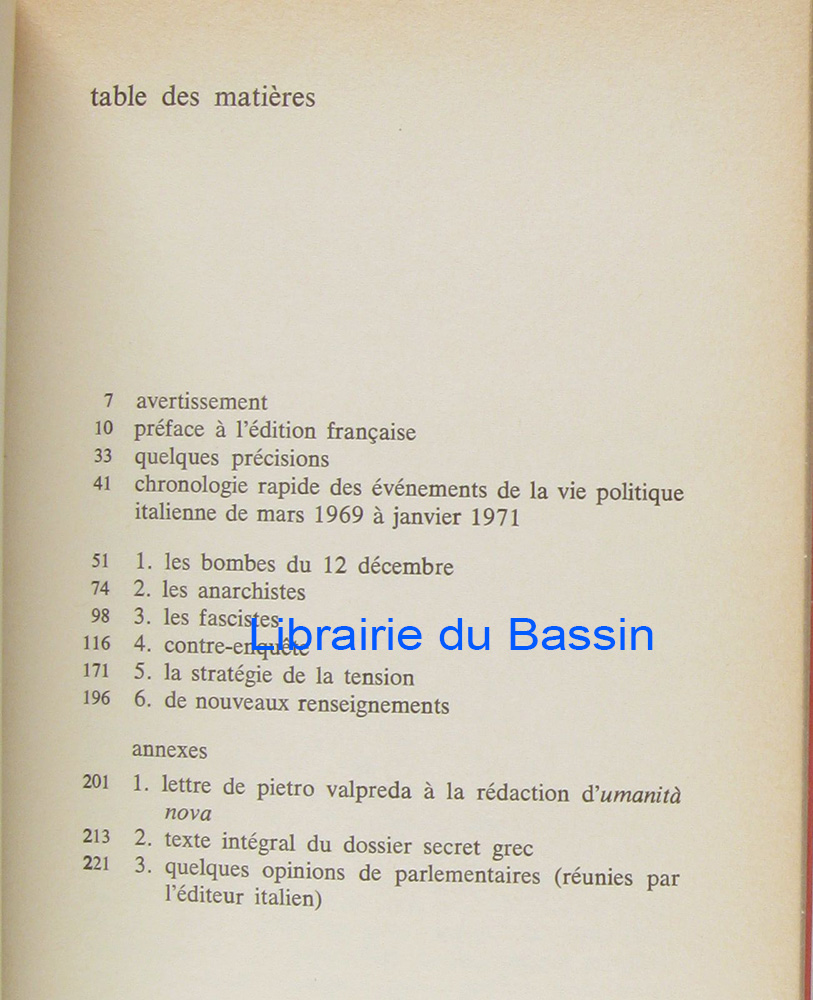 table des matières
7 avertissement
10 préface à l'édition française
33 quelques précisions
41 chronologie rapide des événements de la vie politique
italienne de mars 1969 à janvier 1971
51 1. les bombes du 12 décembre
74 2. les anarchistes
98 3. les fascistes
Librairie du Bassin
116 4. contre-enquête
171 5. la stratégie de la tension
196 6. de nouveaux renseignements
annexes
201 1. lettre de pietro valpreda à la rédaction d'umanità
nova
213 2. texte intégral du dossier secret grec
221 3. quelques opinions de parlementaires (réunies par
l'éditeur italien)